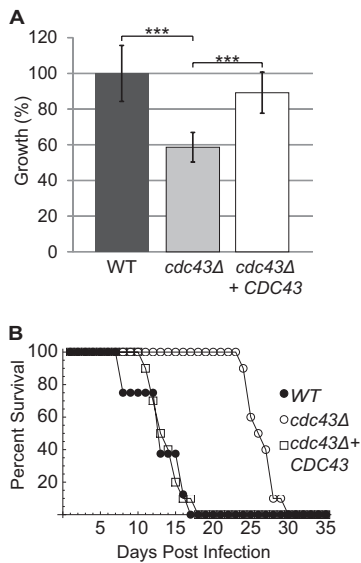 A
120
100
80
60
40
20
0
Growth (%)
***
***
WT
cdc43Δ
cdc43Δ
+ CDC43
B
100
80
60
40
20
Percent Survival
5 10 15 20 25 30 35
Days Post Infection
WT
cdc43Δ
cdc43Δ+
CDC43